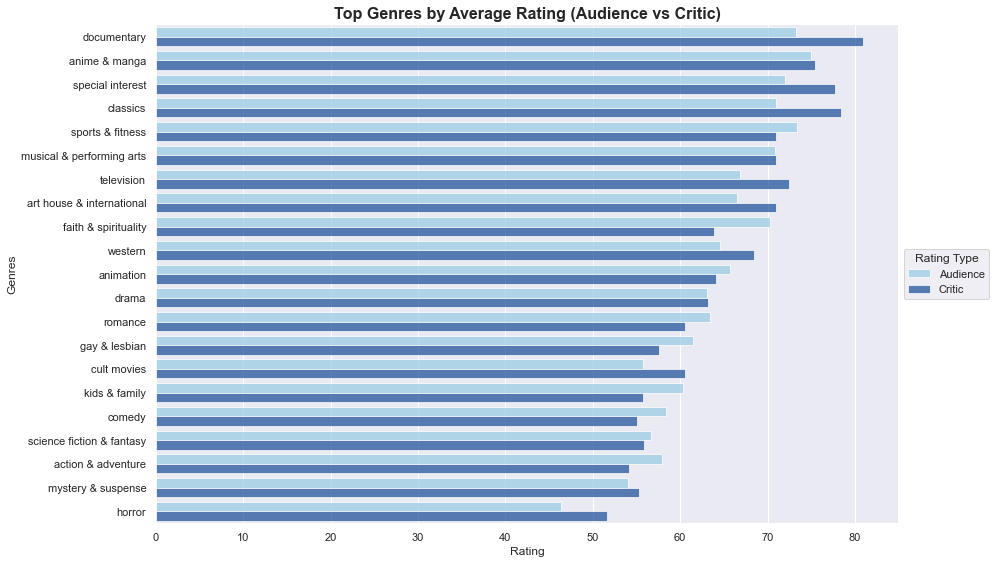 Top Genres by Average Rating (Audience vs Critic)
documentary
anime & manga
special interest
classics
sports & fitness
musical & performing arts
television
art house & international
faith & spirituality
western
animation
drama
romance
gay & lesbian
cult movies
kids & family
comedy
science fiction & fantasy
action & adventure
mystery & suspense
horror
Genres
0 10 20 30 40 50 60 70 80
Rating
Rating Type
Audience
Critic